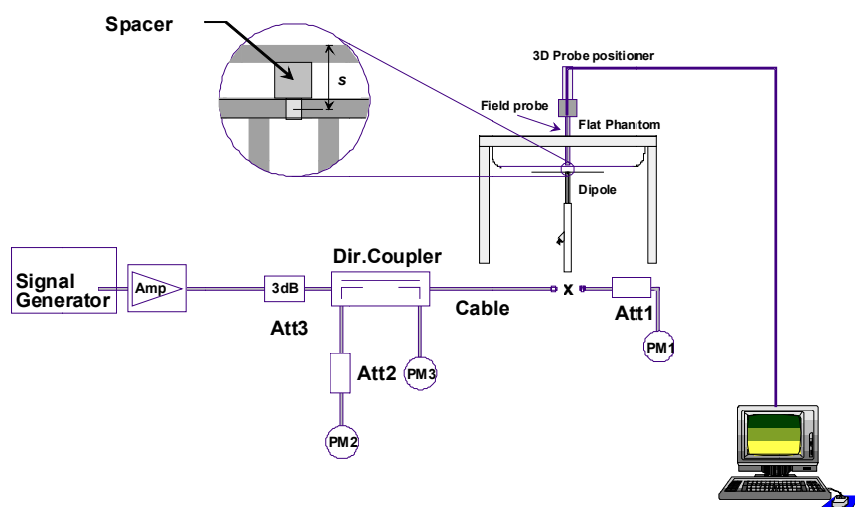 Spacer
s
3D Probe positioner
Field probe
Flat Phantom
Dipole
Dir.Coupler
Signal
Generator
Amp
3dB
Att3
Cable
x
Att1
PM1
Att2
PM3
PM2